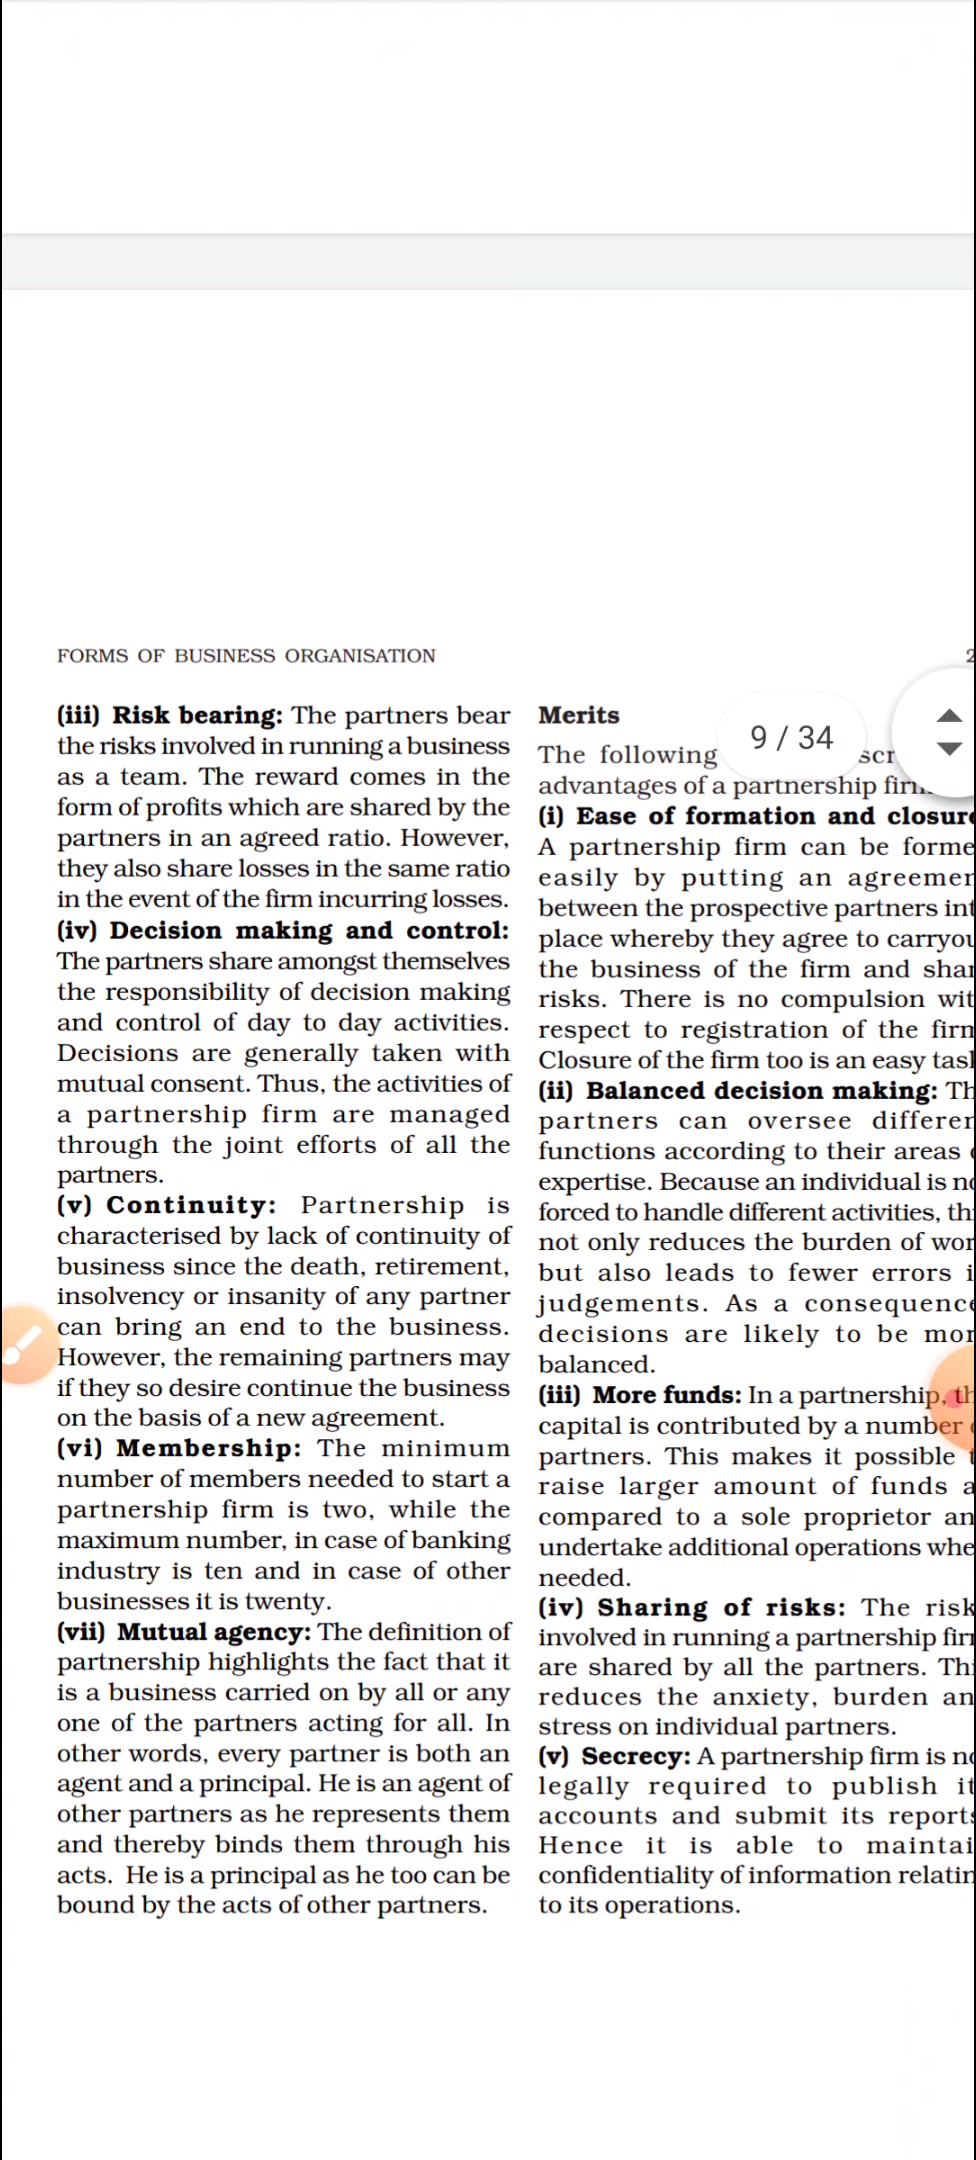 FORMS OF BUSINESS ORGANISATION
(iii) Risk bearing: The partners bear
the risks involved in running a business
as a team. The reward comes in the
form of profits which are shared by the
partners in an agreed ratio. However,
they also share losses in the same ratio
in the event of the firm incurring losses.
(iv) Decision making and control:
The partners share amongst themselves
the responsibility of decision making
and control of day to day activities.
Decisions are generally taken with
mutual consent. Thus, the activities of
a partnership firm are managed
through the joint efforts of all the
partners.
(v) Continuity: Partnership is
characterised by lack of continuity of
business since the death, retirement,
insolvency or insanity of any partner
can bring an end to the business.
However, the remaining partners may
if they so desire continue the business
on the basis of a new agreement.
(vi) Membership: The minimum
number of members needed to start a
partnership firm is two, while the
maximum number, in case of banking
industry is ten and in case of other
businesses it is twenty.
(vii) Mutual agency: The definition of
partnership highlights the fact that it
is a business carried on by all or any
one of the partners acting for all. In
other words, every partner is both an
agent and a principal. He is an agent of
other partners as he represents them
and thereby binds them through his
acts. He is a principal as he too can be
bound by the acts of other partners.
Merits
9 / 34
The following
advantages of a partnership
(i) Ease of formation and closure
A partnership firm can be
easily by putting an
between the prospective partners
place whereby they agree to
the business of the firm and
risks. There is no compulsion
respect to registration of the
Closure of the firm too is an easy
(ii) Balanced decision making:
partners can oversee
functions according to their areas
expertise. Because an individual is
forced to handle different activities,
not only reduces the burden of
but also leads to fewer errors
judgements. As a consequence
decisions are likely to be
balanced.
(iii) More funds: In a partnership,
capital is contributed by a number
partners. This makes it possible
raise larger amount of funds
compared to a sole proprietor
undertake additional operations
needed.
(iv) Sharing of risks: The
involved in running a partnership
are shared by all the partners.
reduces the anxiety, burden
stress on individual partners.
(v) Secrecy: A partnership firm is
legally required to publish
accounts and submit its
Hence it is able to
confidentiality of information
to its operations.